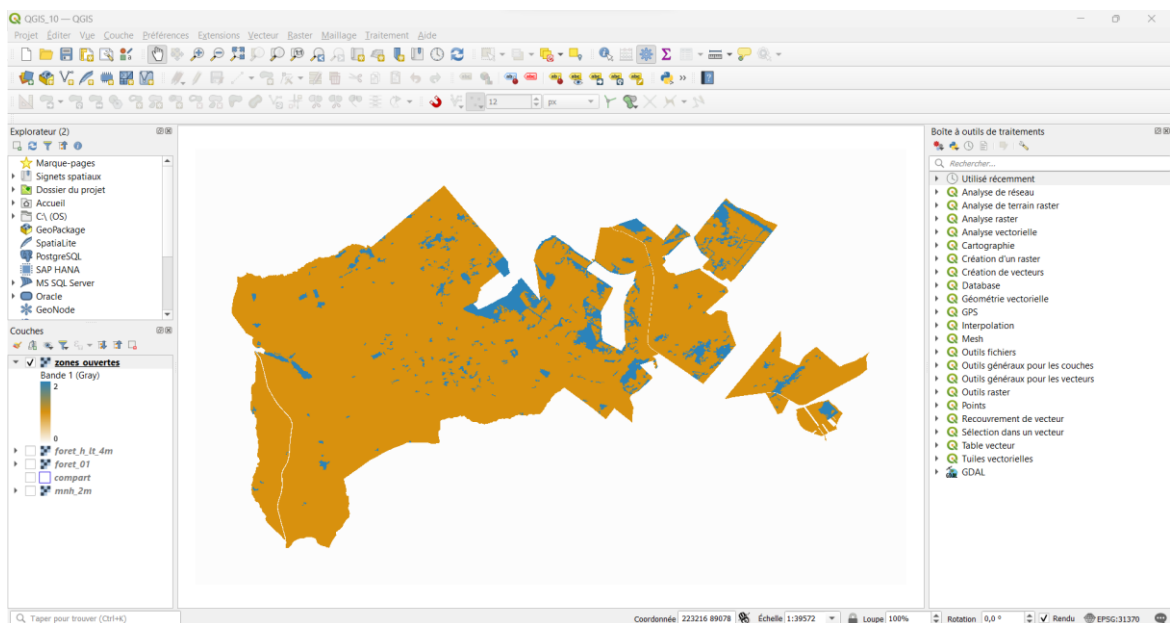 QGIS_10 — QGIS
Projet Éditer Vue Couche Préférences Extensions Vecteur Raster Maillage Traitement Aide
12 px
Explorateur (2)
Marque-pages
Signets spatiaux
Dossier du projet
Accueil
C:\ (OS)
GeoPackage
SpatiaLite
PostgreSQL
SAP HANA
MS SQL Server
Oracle
GeoNode
Couches
zones_ouvertes
Bande 1 (Gray)
2
0
foret_h_lt_4m
foret_01
compart
mnh_2m
Boîte à outils de traitements
Rechercher...
Utilisé récemment
Analyse de réseau
Analyse de terrain raster
Analyse raster
Analyse vectorielle
Cartographie
Création d'un raster
Création de vecteurs
Database
Géométrie vectorielle
GPS
Interpolation
Mesh
Outils fichiers
Outils généraux pour les couches
Outils généraux pour les vecteurs
Outils raster
Points
Recouvrement de vecteur
Sélection dans un vecteur
Table vecteur
Tuiles vectorielles
GDAL
Taper pour trouver (Ctrl+K) Coordonnée 223216 89078 Échelle 1:39572 Loupe 100% Rotation 0,0 ° Rendu EPSG:31370